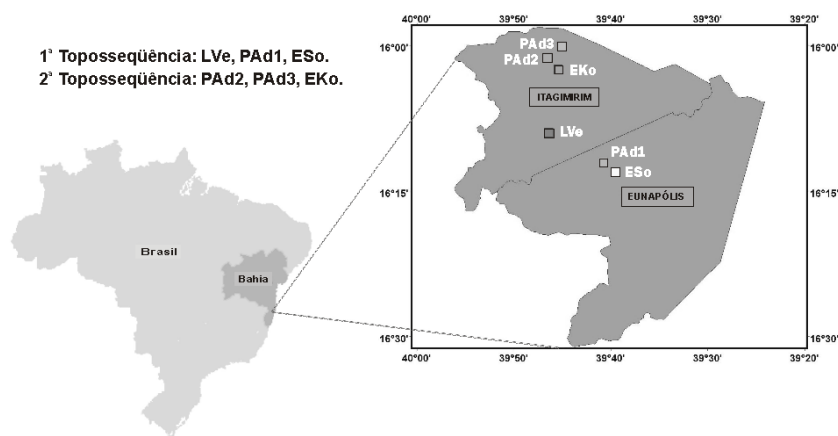 1ª Toposseqüência: LVe, PAd1, ESo.
2ª Toposseqüência: PAd2, PAd3, EKo.
40°00'
39°50'
39°40'
39°30'
39°20'
16°00'
16°00'
PAd3
PAd2
EKo
ITAGIMIRIM
LVe
PAd1
ESo
16°15'
16°15'
EUNAPÓLIS
Brasil
Bahia
16°30'
16°30'
40°00'
39°50'
39°40'
39°30'
39°20'